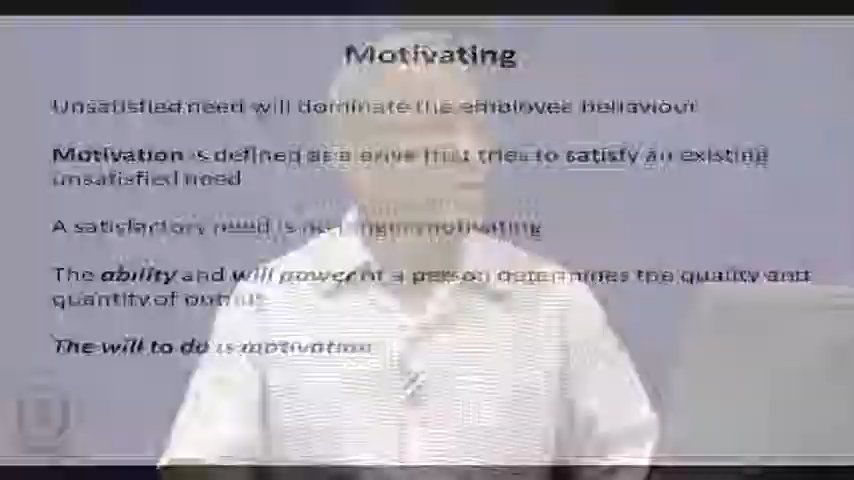 Motivating
Unsatisfied need will dominate the employee behaviour
Motivation is defined as a drive that tries to satisfy an existing
unsatisfied need
A satisfactory need is no longer motivating
The ability and will power of a person determines the quality and
quantity of output
The will to do is motivation